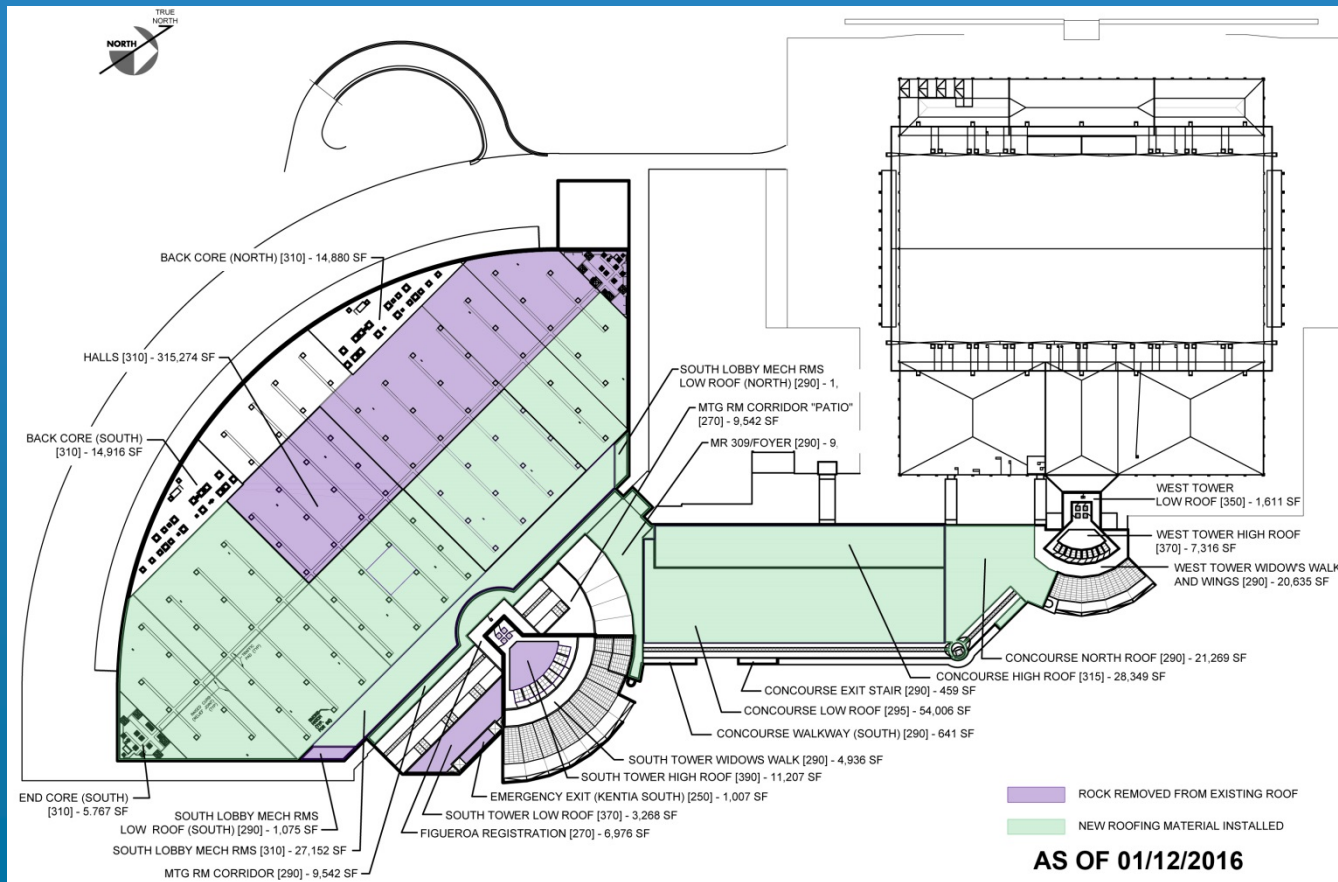 TRUE
NORTH
NORTH
BACK CORE (NORTH) [310] - 14,880 SF
HALLS [310] - 315,274 SF
BACK CORE (SOUTH)
[310] - 14,916 SF
SOUTH LOBBY MECH RMS
LOW ROOF (NORTH) [290] - 1,
MTG RM CORRIDOR "PATIO"
[270] - 9,542 SF
MR 309/FOYER [290] - 9.
WEST TOWER
LOW ROOF [350] - 1,611 SF
WEST TOWER HIGH ROOF
[370] - 7,316 SF
WEST TOWER WIDOW'S WALK
AND WINGS [290] - 20,635 SF
CONCOURSE NORTH ROOF [290] - 21,269 SF
CONCOURSE HIGH ROOF [315] - 28,349 SF
CONCOURSE EXIT STAIR [290] - 459 SF
CONCOURSE LOW ROOF [295] - 54,006 SF
CONCOURSE WALKWAY (SOUTH) [290] - 641 SF
SOUTH TOWER WIDOWS WALK [290] - 4,936 SF
SOUTH TOWER HIGH ROOF [390] - 11,207 SF
EMERGENCY EXIT (KENTIA SOUTH) [250] - 1,007 SF
SOUTH TOWER LOW ROOF [370] - 3,268 SF
FIGUEROA REGISTRATION [270] - 6,976 SF
END CORE (SOUTH)
[310] - 5.767 SF
SOUTH LOBBY MECH RMS
LOW ROOF (SOUTH) [290] - 1,075 SF
SOUTH LOBBY MECH RMS [310] - 27,152 SF
MTG RM CORRIDOR [290] - 9,542 SF
ROCK REMOVED FROM EXISTING ROOF
NEW ROOFING MATERIAL INSTALLED
AS OF 01/12/2016